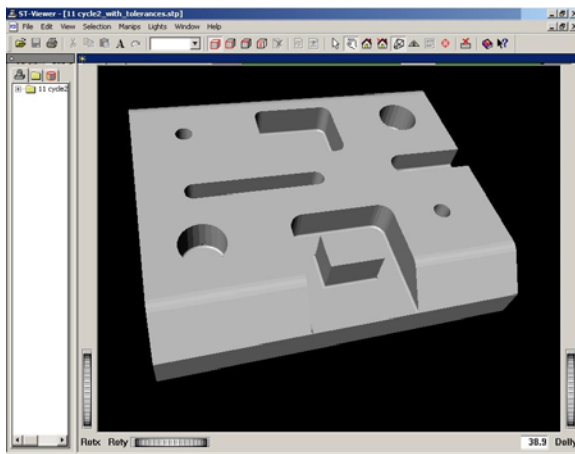 ST-Viewer - [11 cycle2_with_tolerances.stp]
File Edit View Selection Manips Lights Window Help
11 cycle2
Rotx Roty
38.9 Dolly